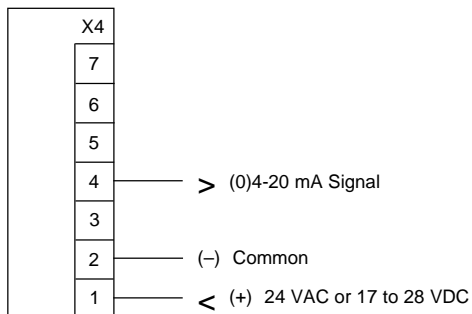 X4
7
6
5
4 > (0)4-20 mA Signal
3
2 (–) Common
1 < (+) 24 VAC or 17 to 28 VDC